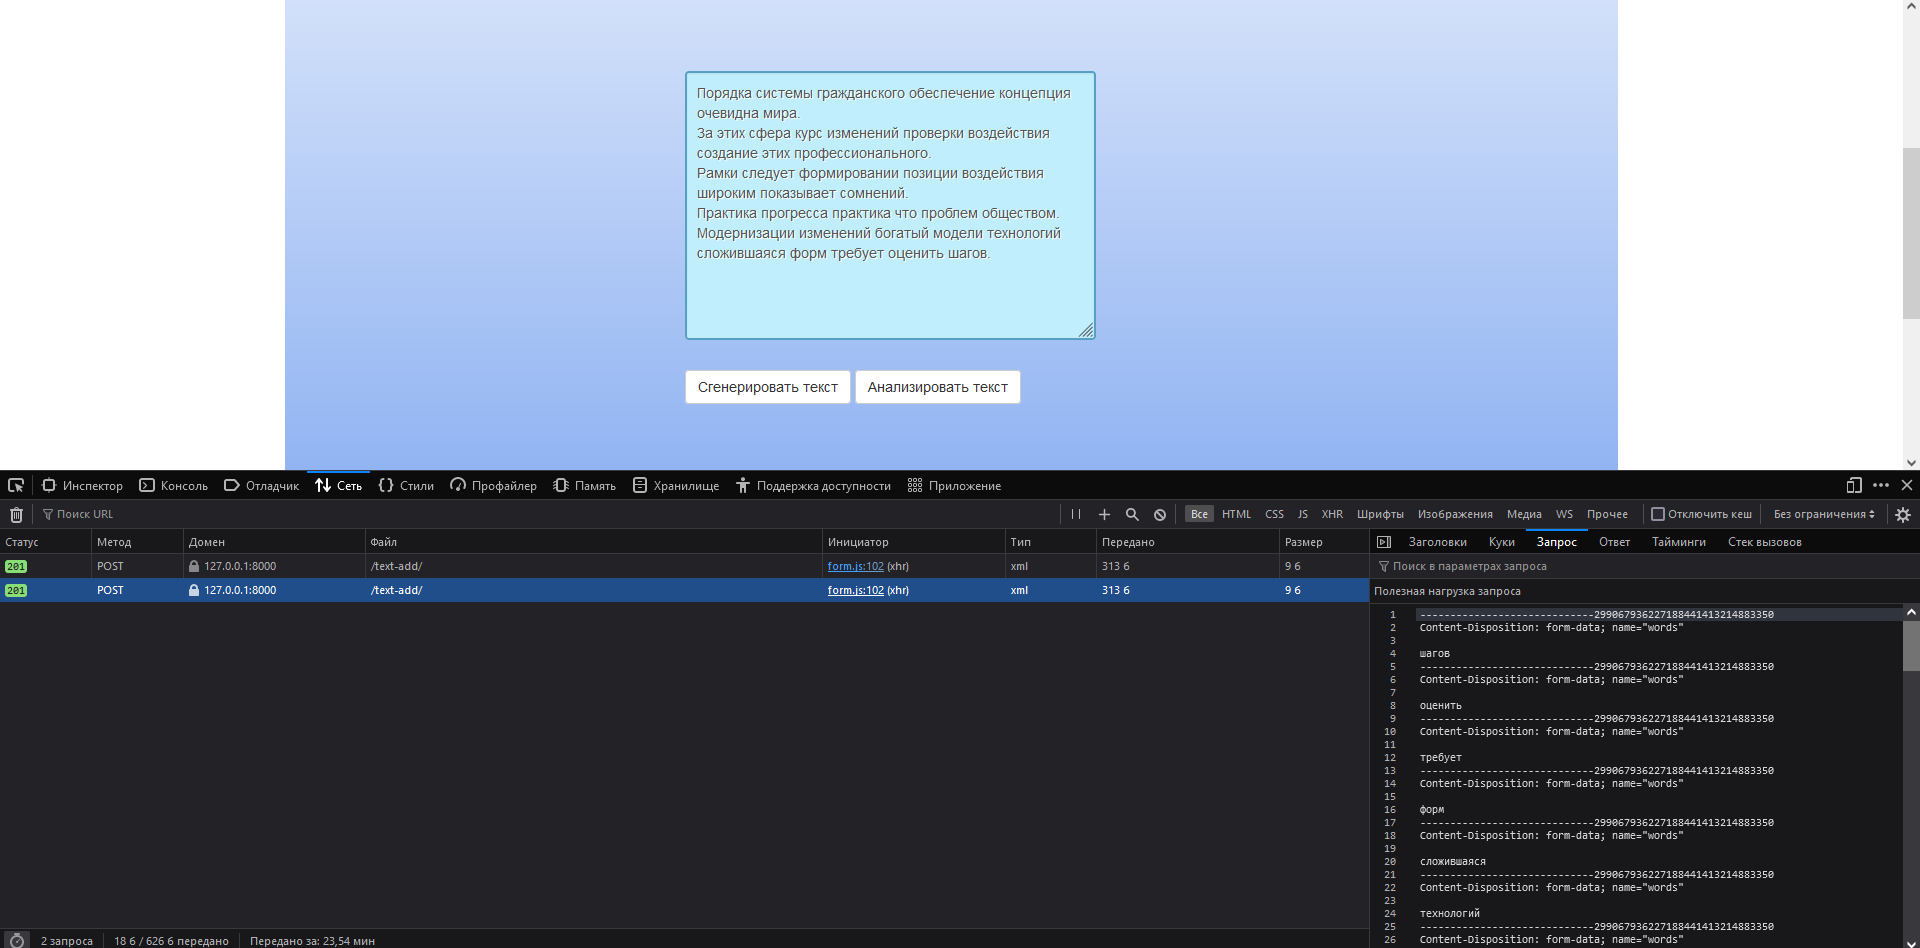 Порядка системы гражданского обеспечение концепция
очевидна мира.
За этих сфера курс изменений проверки воздействия
создание этих профессионального.
Рамки следует формировании позиции воздействия
широким показывает сомнений.
Практика прогресса практика что проблем обществом.
Модернизации изменений богатый модели технологий
сложившаяся форм требует оценить шагов.
Сгенерировать текст Анализировать текст
Инспектор Консоль Отладчик Сеть Стили Профайлер Память Хранилище Поддержка доступности Приложение
Поиск URL Все HTML CSS JS XHR Шрифты Изображения Медиа WS Прочее Отключить кеш Без ограничения
Статус Метод Домен Файл Инициатор Тип Передано Размер
201 POST 127.0.0.1:8000 /text-add/ form.js:102 (xhr) xml 313 б 9 б
201 POST 127.0.0.1:8000 /text-add/ form.js:102 (xhr) xml 313 б 9 б
Заголовки Куки Запрос Ответ Тайминги Стек вызовов
Поиск в параметрах запроса
Полезная нагрузка запроса
1 -----------------------------299067936227188441413214883350
2 Content-Disposition: form-data; name="words"
3
4 шагов
5 -----------------------------299067936227188441413214883350
6 Content-Disposition: form-data; name="words"
7
8 оценить
9 -----------------------------299067936227188441413214883350
10 Content-Disposition: form-data; name="words"
11
12 требует
13 -----------------------------299067936227188441413214883350
14 Content-Disposition: form-data; name="words"
15
16 форм
17 -----------------------------299067936227188441413214883350
18 Content-Disposition: form-data; name="words"
19
20 сложившаяся
21 -----------------------------299067936227188441413214883350
22 Content-Disposition: form-data; name="words"
23
24 технологий
25 -----------------------------299067936227188441413214883350
26 Content-Disposition: form-data; name="words"
2 запроса 18 б / 626 б передано Передано за: 23,54 мин